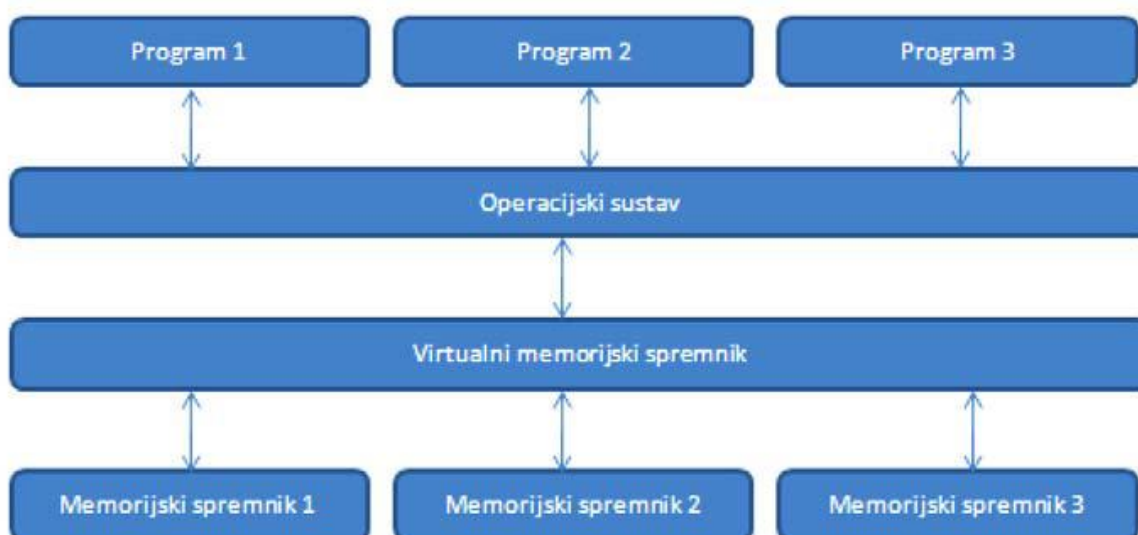 Program 1
Program 2
Program 3
Operacijski sustav
Virtualni memorijski spremnik
Memorijski spremnik 1
Memorijski spremnik 2
Memorijski spremnik 3